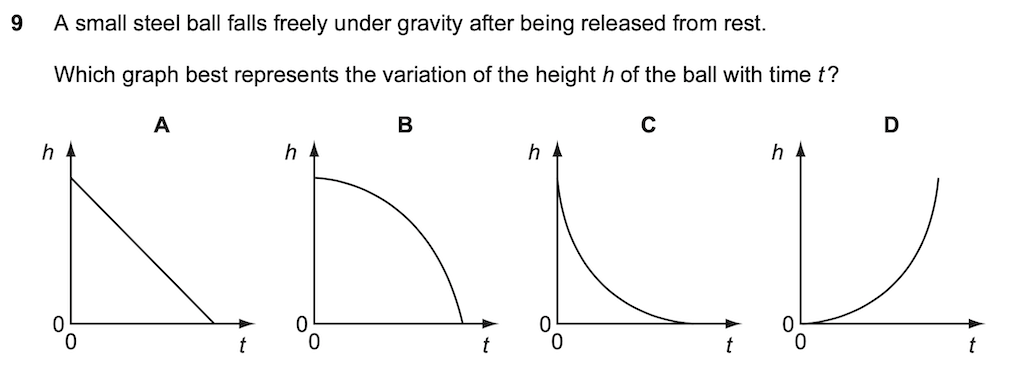 9 A small steel ball falls freely under gravity after being released from rest.
Which graph best represents the variation of the height h of the ball with time t?
A B C D
h h h h
0 0 0 0
0 t 0 t 0 t 0 t